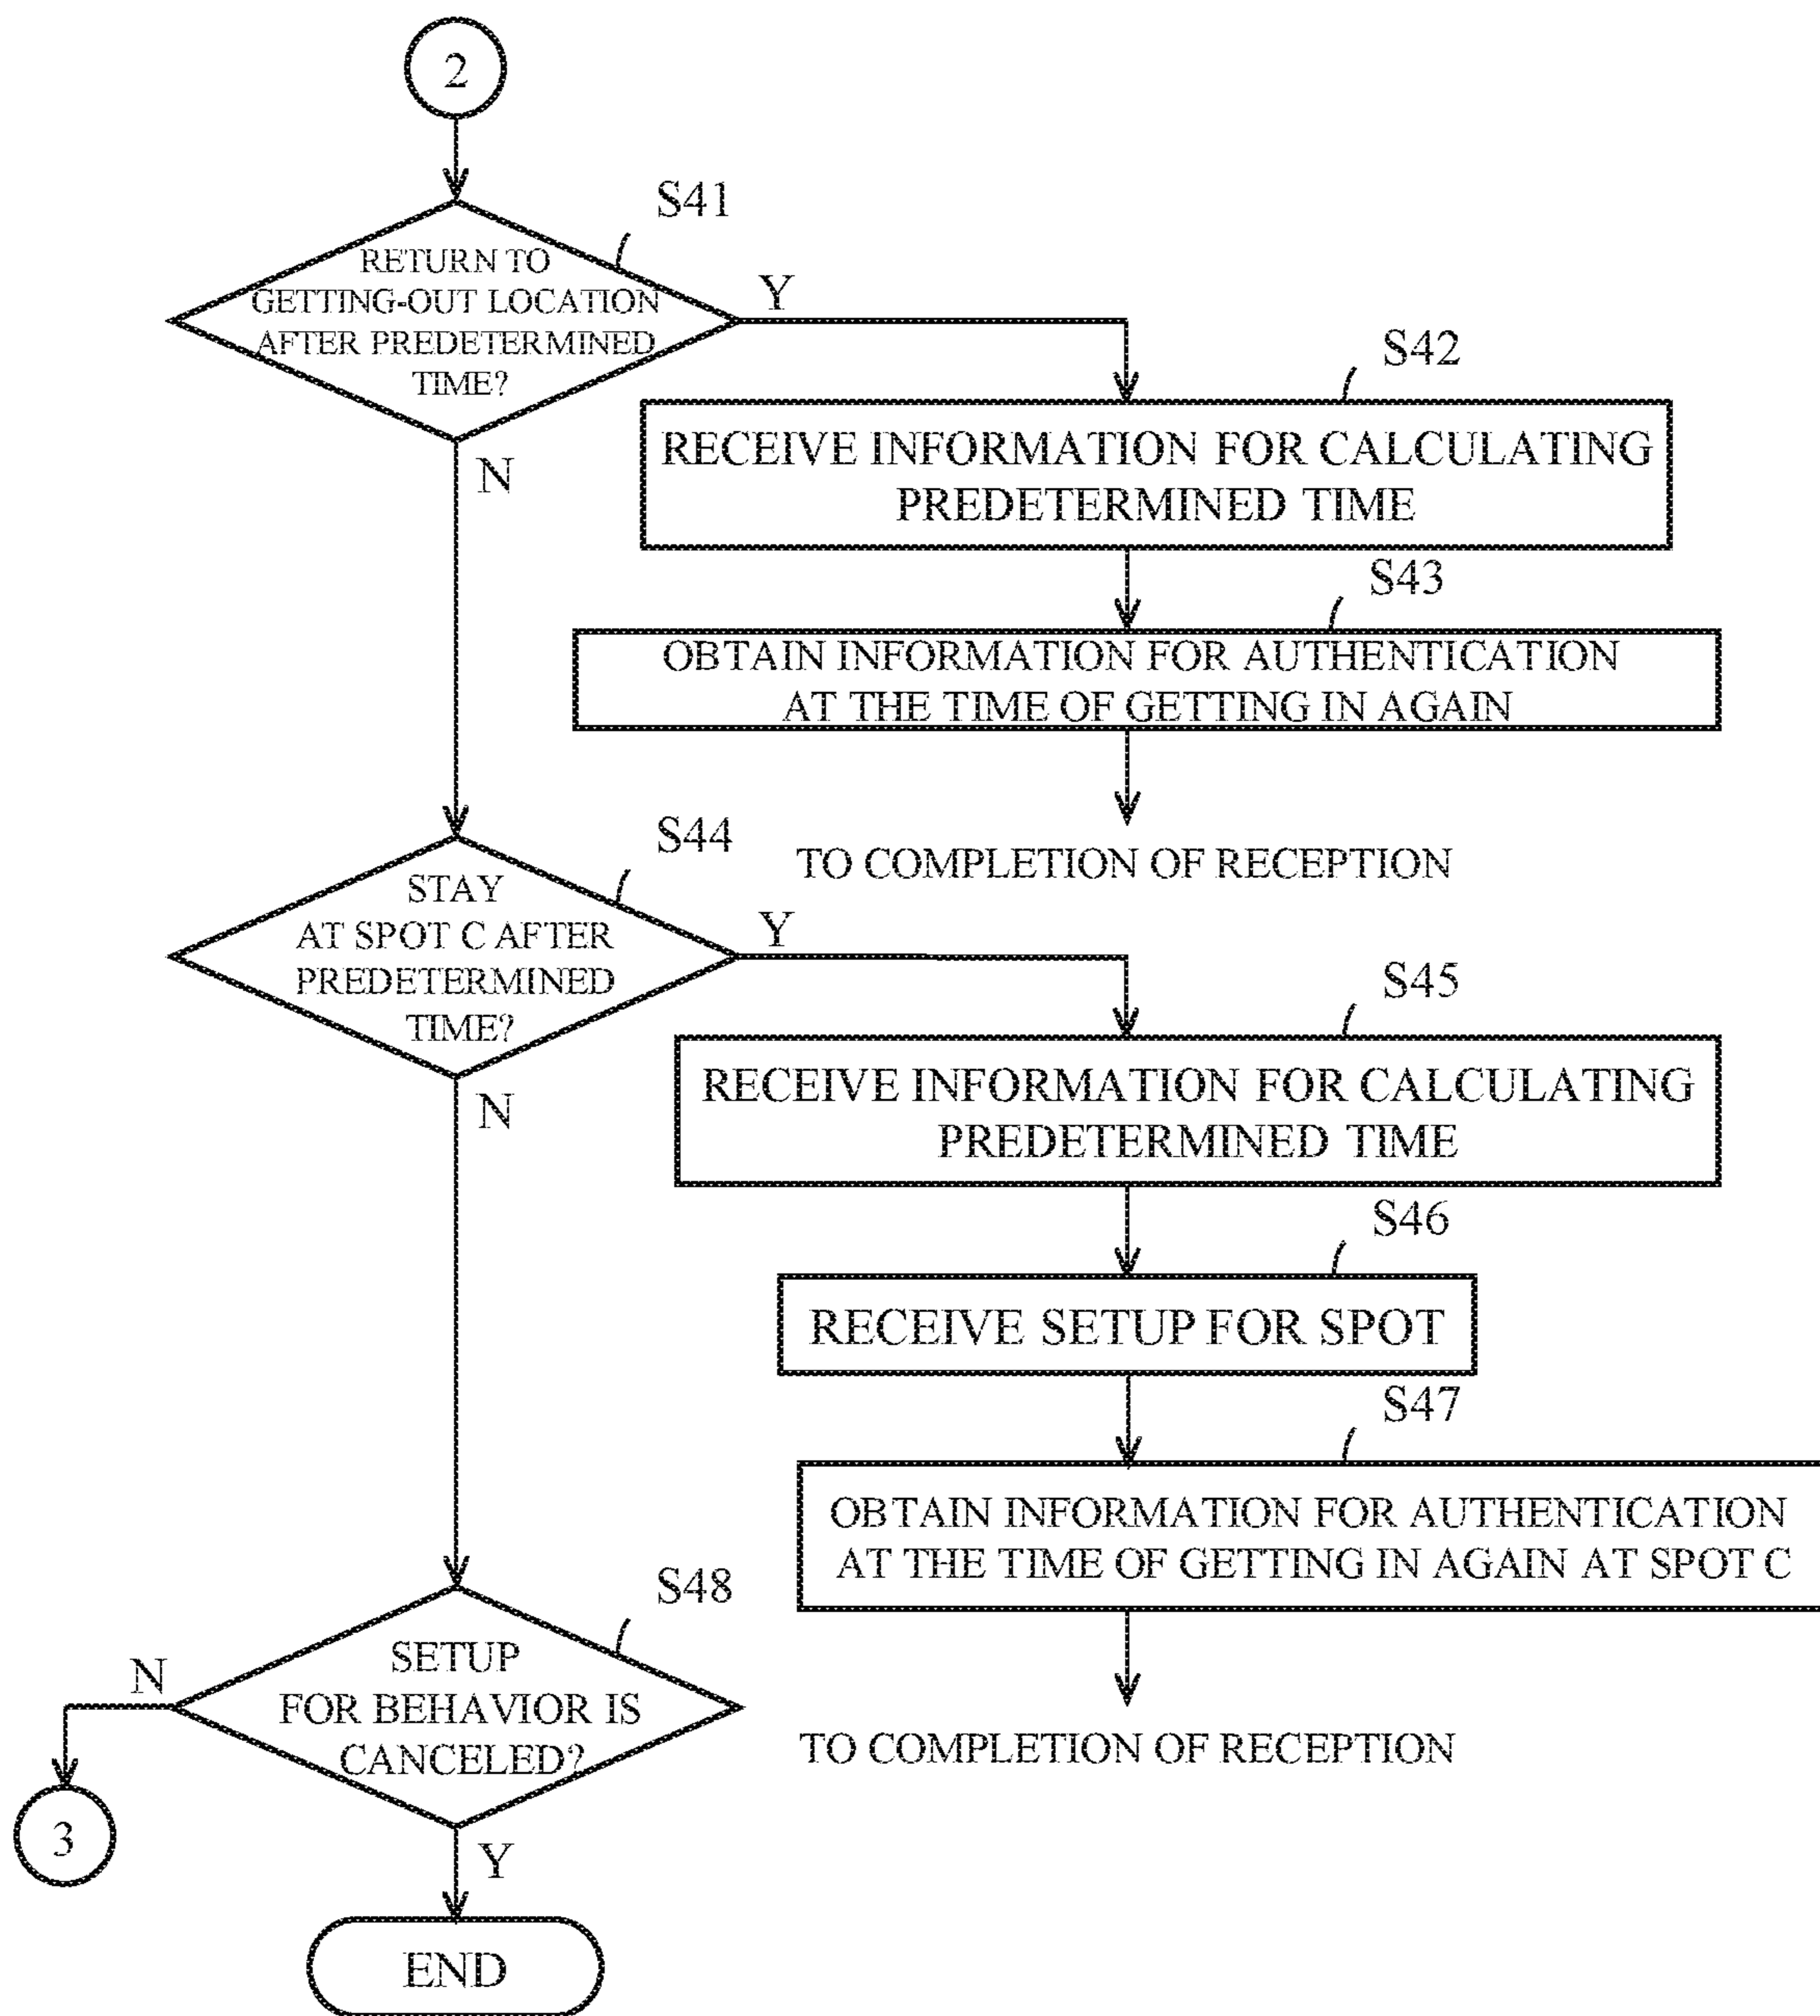 2
S41
RETURN TO
GETTING-OUT LOCATION
AFTER PREDETERMINED
TIME?
Y
N
S42
RECEIVE INFORMATION FOR CALCULATING
PREDETERMINED TIME
S43
OBTAIN INFORMATION FOR AUTHENTICATION
AT THE TIME OF GETTING IN AGAIN
TO COMPLETION OF RECEPTION
S44
STAY
AT SPOT C AFTER
PREDETERMINED
TIME?
Y
N
S45
RECEIVE INFORMATION FOR CALCULATING
PREDETERMINED TIME
S46
RECEIVE SETUP FOR SPOT
S47
OBTAIN INFORMATION FOR AUTHENTICATION
AT THE TIME OF GETTING IN AGAIN AT SPOT C
TO COMPLETION OF RECEPTION
S48
SETUP
FOR BEHAVIOR IS
CANCELED?
N
3
Y
END